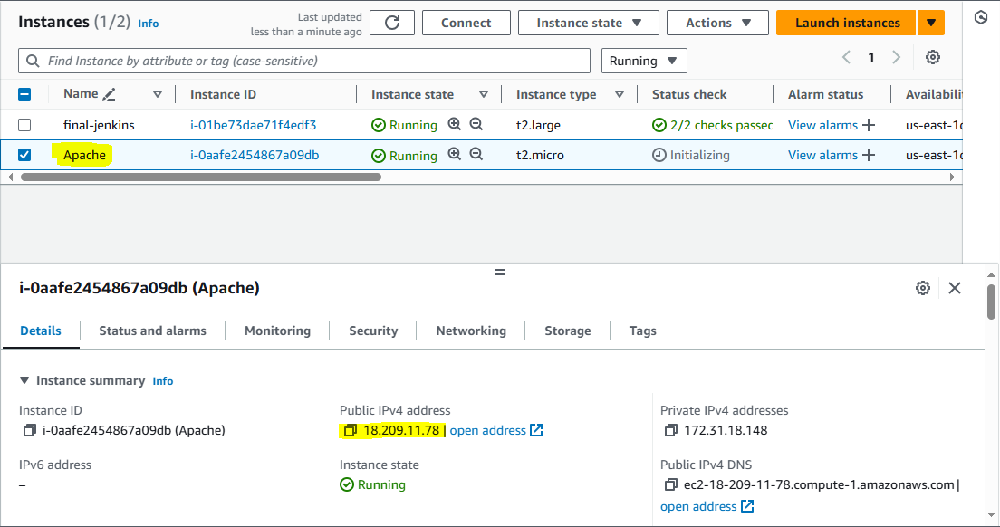 Instances (1/2) Info
Last updated
less than a minute ago
Connect
Instance state
Actions
Launch instances
Find Instance by attribute or tag (case-sensitive)
Running
1
Name Instance ID Instance state Instance type Status check Alarm status Availabili
final-jenkins i-01be73dae71f4edf3 Running t2.large 2/2 checks passed View alarms + us-east-1c
Apache i-0aafe2454867a09db Running t2.micro Initializing View alarms + us-east-1c
i-0aafe2454867a09db (Apache)
Details Status and alarms Monitoring Security Networking Storage Tags
Instance summary Info
Instance ID
i-0aafe2454867a09db (Apache)
Public IPv4 address
18.209.11.78 | open address
Private IPv4 addresses
172.31.18.148
IPv6 address
–
Instance state
Running
Public IPv4 DNS
ec2-18-209-11-78.compute-1.amazonaws.com |
open address